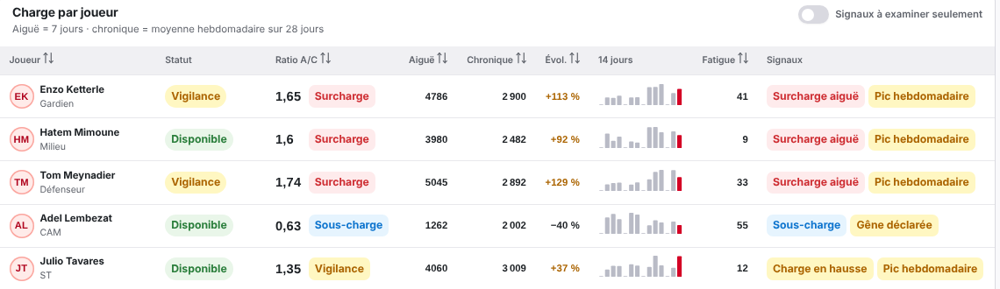 Charge par joueur
Signaux à examiner seulement
Aiguë = 7 jours · chronique = moyenne hebdomadaire sur 28 jours
Joueur Statut Ratio A/C Aiguë Chronique Évol. 14 jours Fatigue Signaux
EK Enzo Ketterle Vigilance 1,65 Surcharge 4786 2 900 +113 % 41 Surcharge aiguë Pic hebdomadaire
Gardien
HM Hatem Mimoune Disponible 1,6 Surcharge 3980 2 482 +92 % 9 Surcharge aiguë Pic hebdomadaire
Milieu
TM Tom Meynadier Vigilance 1,74 Surcharge 5045 2 892 +129 % 33 Surcharge aiguë Pic hebdomadaire
Défenseur
AL Adel Lembezat Disponible 0,63 Sous-charge 1262 2 002 −40 % 55 Sous-charge Gêne déclarée
CAM
JT Julio Tavares Disponible 1,35 Vigilance 4060 3 009 +37 % 12 Charge en hausse Pic hebdomadaire
ST